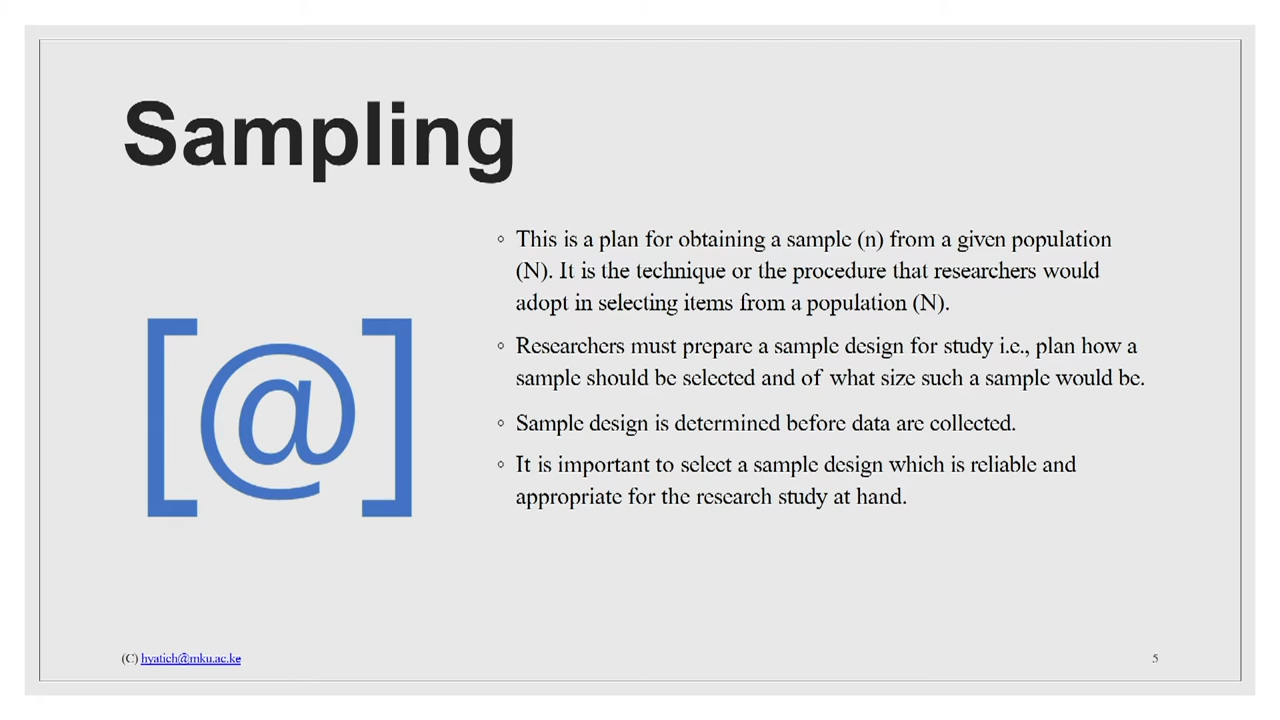 Sampling
◦ This is a plan for obtaining a sample (n) from a given population
(N). It is the technique or the procedure that researchers would
adopt in selecting items from a population (N).
◦ Researchers must prepare a sample design for study i.e., plan how a
sample should be selected and of what size such a sample would be.
◦ Sample design is determined before data are collected.
◦ It is important to select a sample design which is reliable and
appropriate for the research study at hand.
[@]
(C) hyatich@mku.ac.ke
5